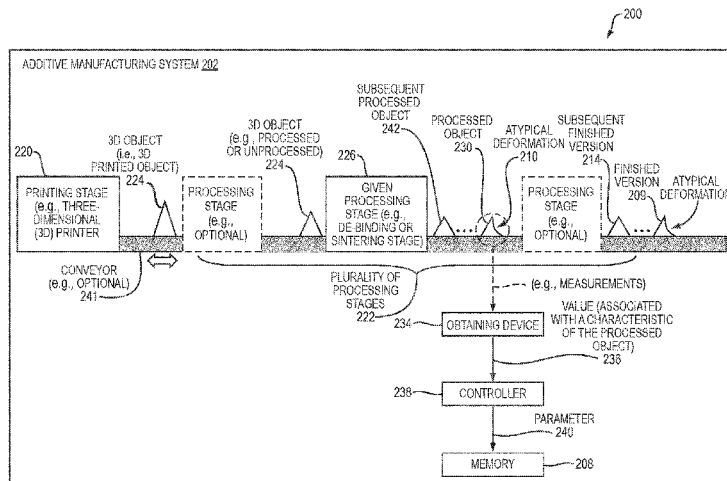 200
ADDITIVE MANUFACTURING SYSTEM 202
220
PRINTING STAGE (e.g., THREE-
DIMENSIONAL
(3D) PRINTER
3D OBJECT
(i.e., 3D
PRINTED OBJECT)
224
CONVEYOR
(e.g., OPTIONAL)
241
PROCESSING
STAGE
(e.g.,
OPTIONAL)
3D OBJECT
(e.g., PROCESSED
OR UNPROCESSED)
224
226
GIVEN
PROCESSING
STAGE (e.g.,
DE-BINDING OR
SINTERING STAGE)
SUBSEQUENT
PROCESSED
OBJECT
242
PROCESSED
OBJECT
230
ATYPICAL
DEFORMATION
210
PROCESSING
STAGE
(e.g.,
OPTIONAL)
SUBSEQUENT
FINISHED
VERSION
214
FINISHED
VERSION
209
ATYPICAL
DEFORMATION
PLURALITY OF
PROCESSING
STAGES
222
(e.g., MEASUREMENTS)
234
OBTAINING DEVICE
VALUE (ASSOCIATED
WITH A CHARACTERISTIC
OF THE PROCESSED
OBJECT)
236
238
CONTROLLER
PARAMETER
240
MEMORY
208